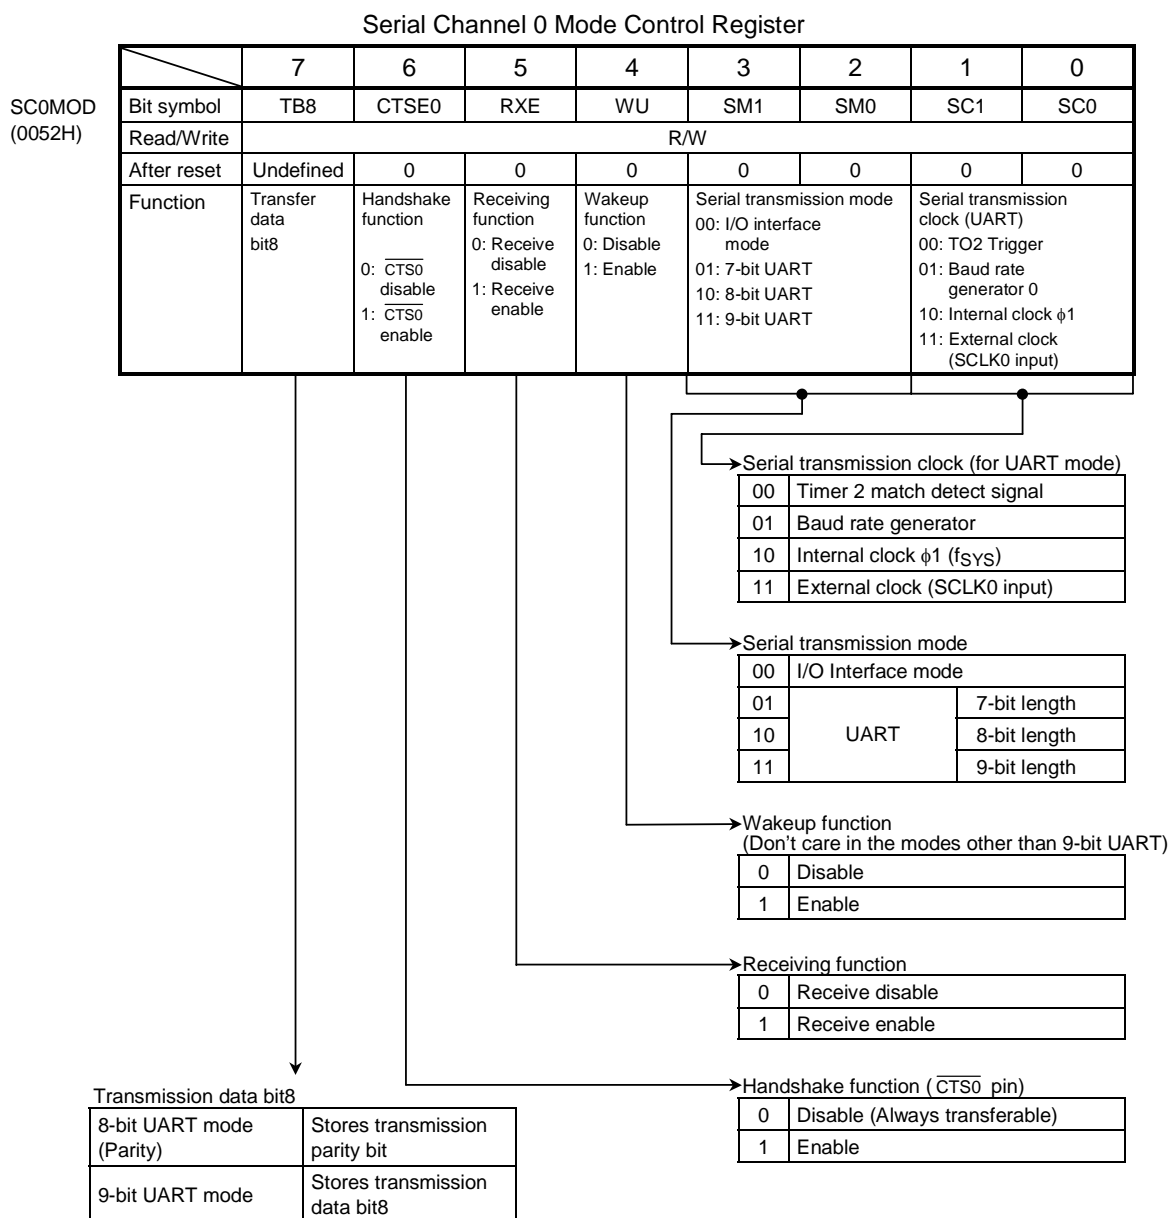 Serial Channel 0 Mode Control Register
7 6 5 4 3 2 1 0
SC0MOD
(0052H)
Bit symbol TB8 CTSE0 RXE WU SM1 SM0 SC1 SC0
Read/Write R/W
After reset Undefined 0 0 0 0 0 0 0
Function
Transfer
data
bit8
Handshake
function
0: CTS0
disable
1: CTS0
enable
Receiving
function
0: Receive
disable
1: Receive
enable
Wakeup
function
0: Disable
1: Enable
Serial transmission mode
00: I/O interface
mode
01: 7-bit UART
10: 8-bit UART
11: 9-bit UART
Serial transmission
clock (UART)
00: TO2 Trigger
01: Baud rate
generator 0
10: Internal clock ϕ1
11: External clock
(SCLK0 input)
Serial transmission clock (for UART mode)
00 Timer 2 match detect signal
01 Baud rate generator
10 Internal clock ϕ1 (fSYS)
11 External clock (SCLK0 input)
Serial transmission mode
00 I/O Interface mode
01 7-bit length
10 UART 8-bit length
11 9-bit length
Wakeup function
(Don't care in the modes other than 9-bit UART)
0 Disable
1 Enable
Receiving function
0 Receive disable
1 Receive enable
Handshake function ( CTS0 pin)
0 Disable (Always transferable)
1 Enable
Transmission data bit8
8-bit UART mode
(Parity)
Stores transmission
parity bit
9-bit UART mode
Stores transmission
data bit8